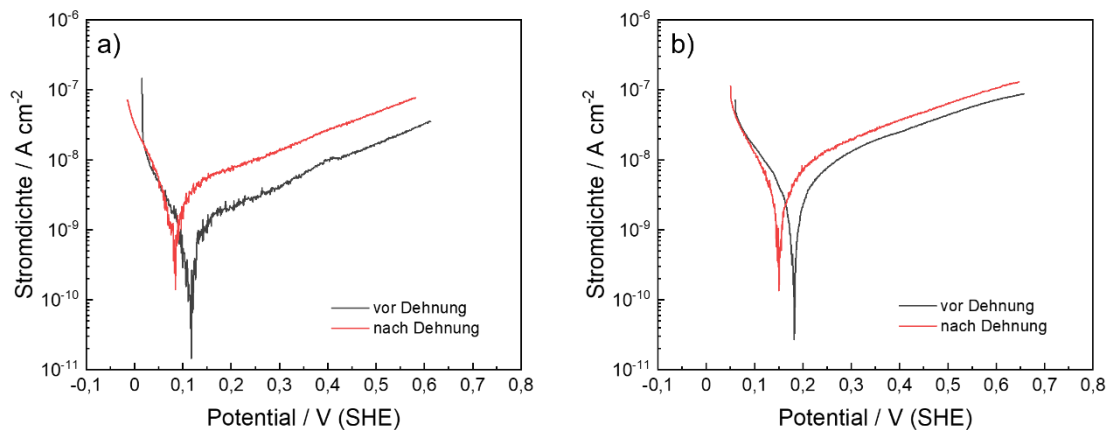 a)
Stromdichte / A cm⁻²
10⁻⁶
10⁻⁷
10⁻⁸
10⁻⁹
10⁻¹⁰
10⁻¹¹
vor Dehnung
nach Dehnung
-0,1 0 0,1 0,2 0,3 0,4 0,5 0,6 0,7 0,8
Potential / V (SHE)
b)
Stromdichte / A cm⁻²
10⁻⁶
10⁻⁷
10⁻⁸
10⁻⁹
10⁻¹⁰
10⁻¹¹
vor Dehnung
nach Dehnung
-0,1 0 0,1 0,2 0,3 0,4 0,5 0,6 0,7 0,8
Potential / V (SHE)